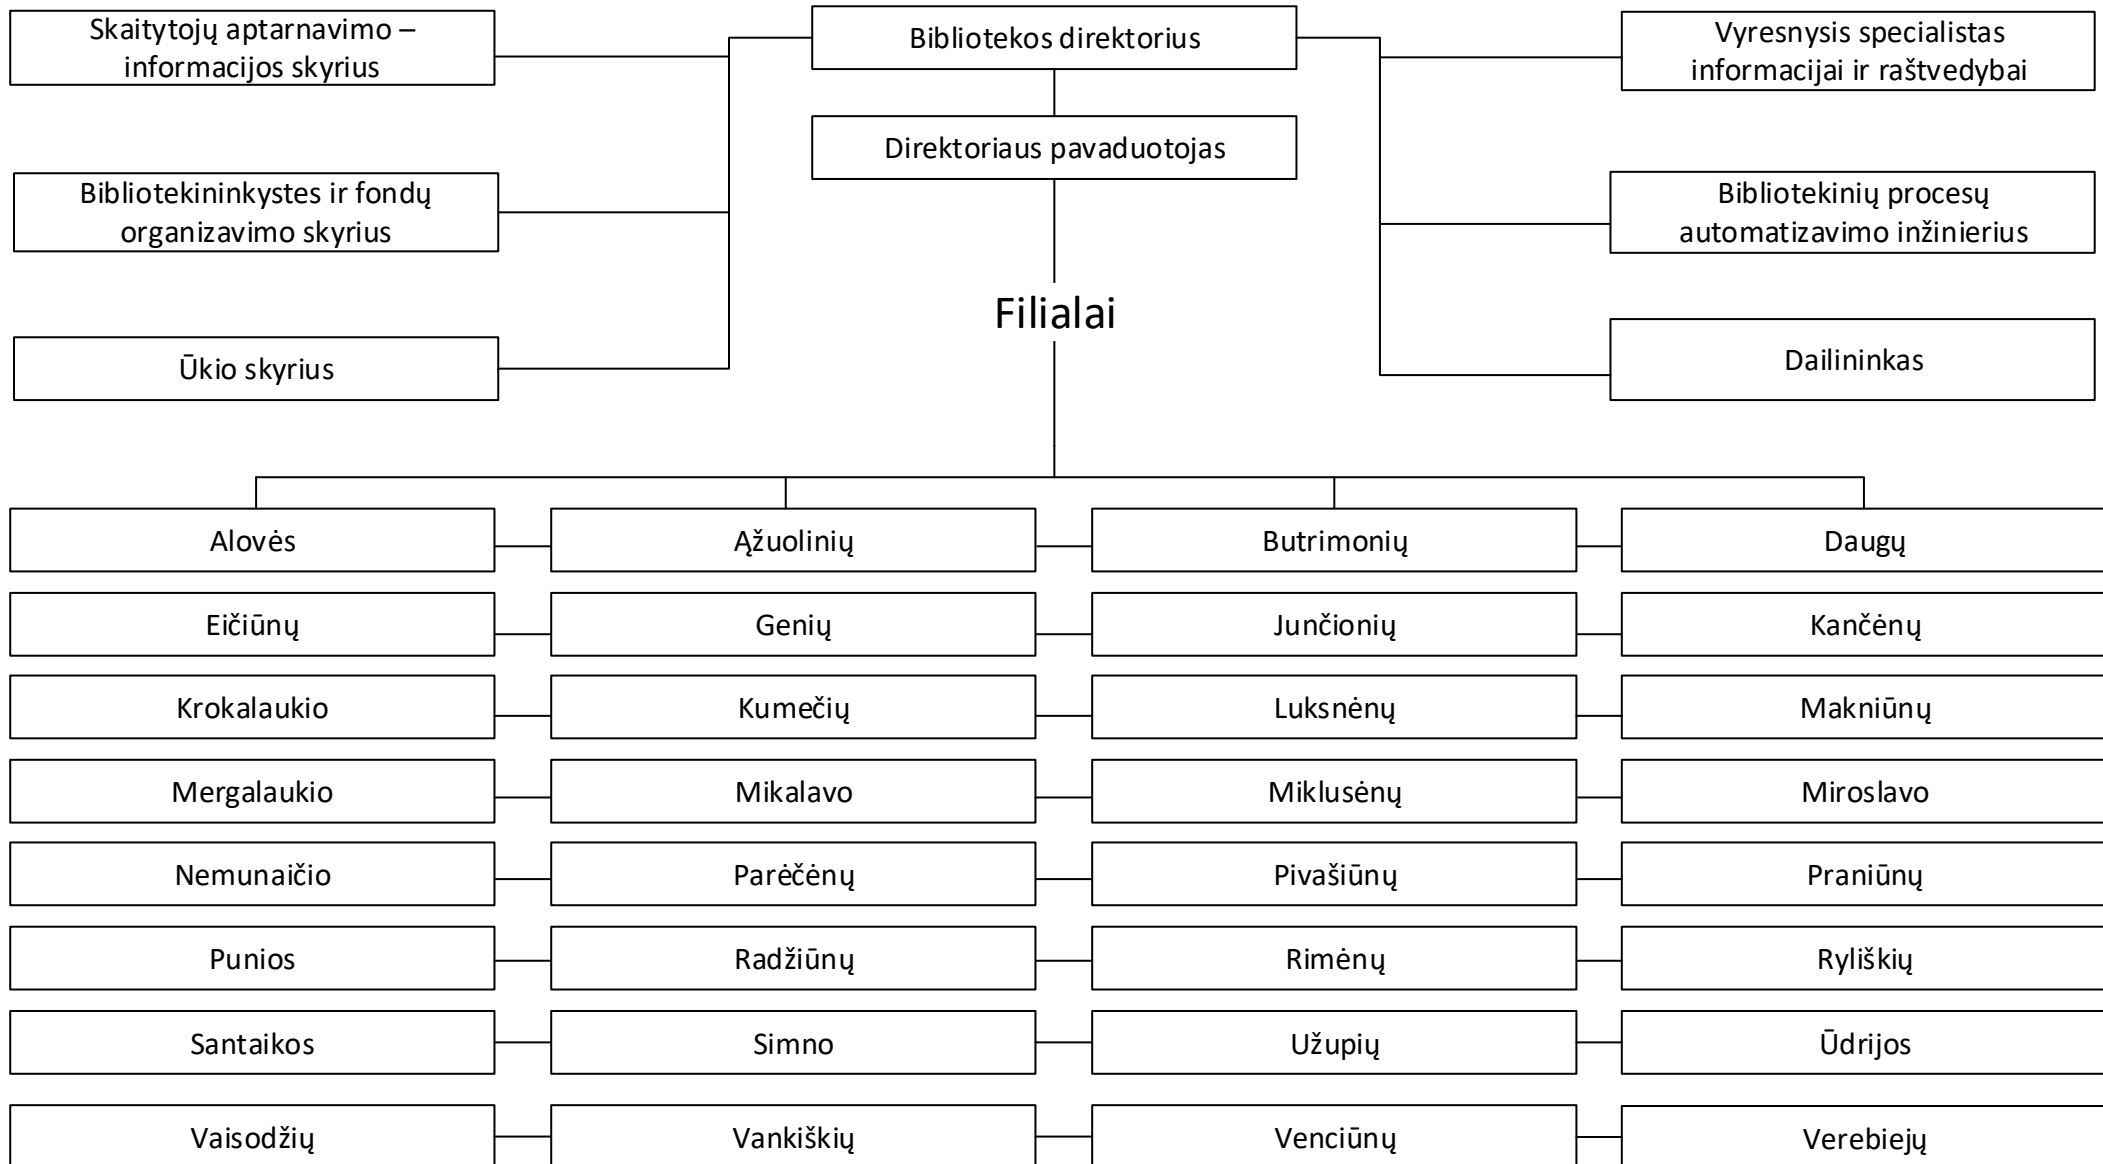 Skaitytojų aptarnavimo –
informacijos skyrius
Bibliotekos direktorius
Vyresnysis specialistas
informacijai ir raštvedybai
Direktoriaus pavaduotojas
Bibliotekininkystes ir fondų
organizavimo skyrius
Bibliotekinių procesų
automatizavimo inžinierius
Filialai
Ūkio skyrius
Dailininkas
Alovės
Ąžuolinių
Butrimonių
Daugų
Eičiūnų
Genių
Junčionių
Kančėnų
Krokalaukio
Kumečių
Luksnėnų
Makniūnų
Mergalaukio
Mikalavo
Miklusėnų
Miroslavo
Nemunaičio
Parėčėnų
Pivašiūnų
Praniūnų
Punios
Radžiūnų
Rimėnų
Ryliškių
Santaikos
Simno
Užupių
Ūdrijos
Vaisodžių
Vankiškių
Venciūnų
Verebiejų